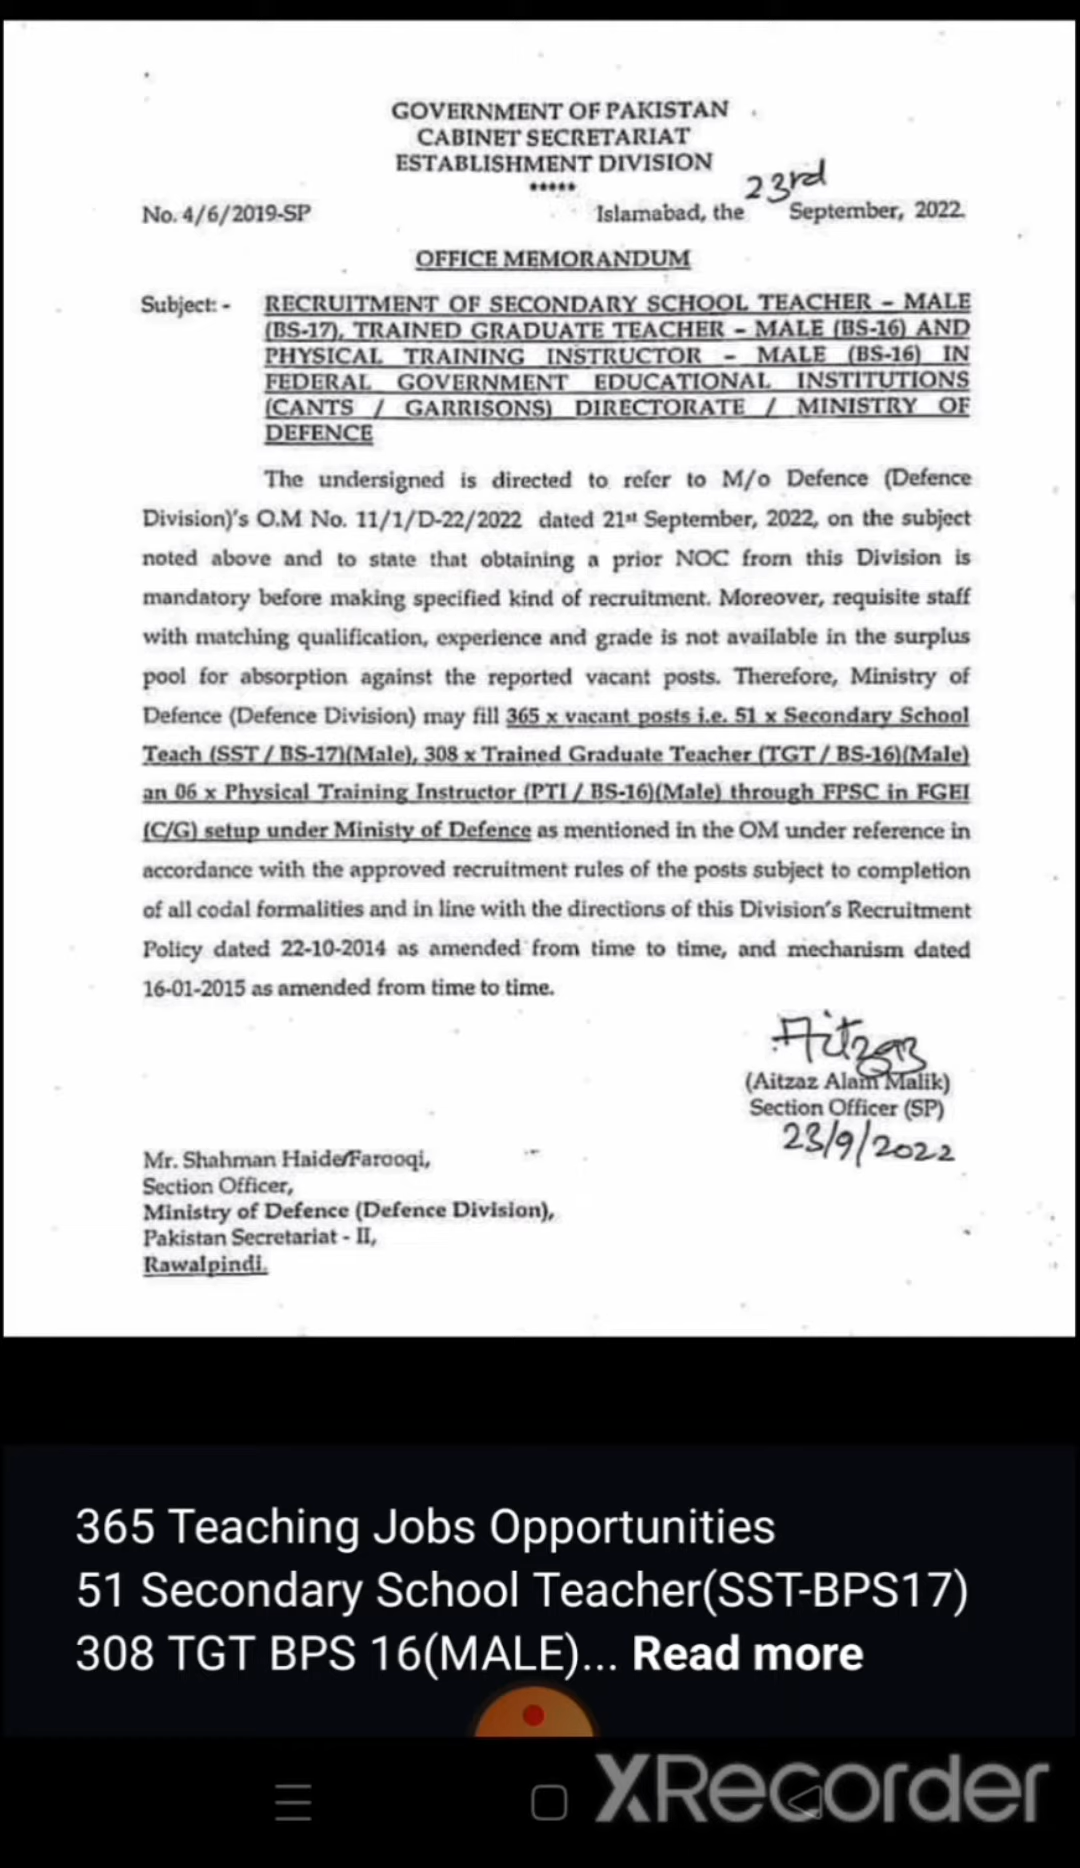 GOVERNMENT OF PAKISTAN
CABINET SECRETARIAT
ESTABLISHMENT DIVISION
*****
No. 4/6/2019-SP
Islamabad, the 23rd September, 2022.
OFFICE MEMORANDUM
Subject: - RECRUITMENT OF SECONDARY SCHOOL TEACHER – MALE
(BS-17), TRAINED GRADUATE TEACHER – MALE (BS-16) AND
PHYSICAL TRAINING INSTRUCTOR – MALE (BS-16) IN
FEDERAL GOVERNMENT EDUCATIONAL INSTITUTIONS
(CANTS / GARRISONS) DIRECTORATE / MINISTRY OF
DEFENCE
The undersigned is directed to refer to M/o Defence (Defence
Division)'s O.M No. 11/1/D-22/2022 dated 21st September, 2022, on the subject
noted above and to state that obtaining a prior NOC from this Division is
mandatory before making specified kind of recruitment. Moreover, requisite staff
with matching qualification, experience and grade is not available in the surplus
pool for absorption against the reported vacant posts. Therefore, Ministry of
Defence (Defence Division) may fill 365 x vacant posts i.e. 51 x Secondary School
Teach (SST / BS-17)(Male), 308 x Trained Graduate Teacher (TGT / BS-16)(Male)
an 06 x Physical Training Instructor (PTI / BS-16)(Male) through FPSC in FGEI
(C/G) setup under Ministy of Defence as mentioned in the OM under reference in
accordance with the approved recruitment rules of the posts subject to completion
of all codal formalities and in line with the directions of this Division's Recruitment
Policy dated 22-10-2014 as amended from time to time, and mechanism dated
16-01-2015 as amended from time to time.
Aitzaz
(Aitzaz Alam Malik)
Section Officer (SP)
23/9/2022
Mr. Shahman Haider Farooqi,
Section Officer,
Ministry of Defence (Defence Division),
Pakistan Secretariat - II,
Rawalpindi.
365 Teaching Jobs Opportunities
51 Secondary School Teacher(SST-BPS17)
308 TGT BPS 16(MALE)... Read more
XRecorder